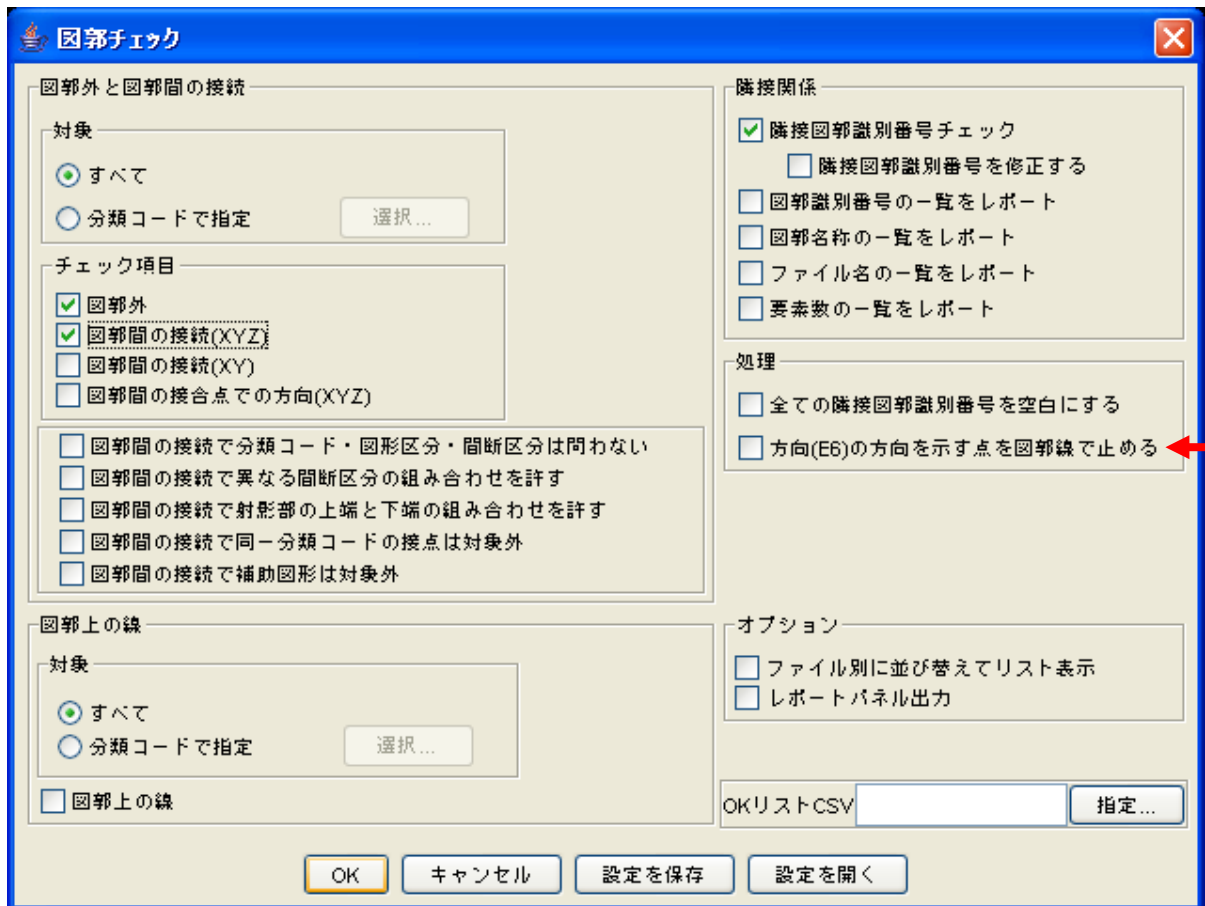 図郭チェック
図郭外と図郭間の接続
対象
すべて
分類コードで指定
選択...
チェック項目
図郭外
図郭間の接続(XYZ)
図郭間の接続(XY)
図郭間の接合点での方向(XYZ)
図郭間の接続で分類コード・図形区分・間断区分は問わない
図郭間の接続で異なる間断区分の組み合わせを許す
図郭間の接続で射影部の上端と下端の組み合わせを許す
図郭間の接続で同一分類コードの接点は対象外
図郭間の接続で補助図形は対象外
図郭上の線
対象
すべて
分類コードで指定
選択...
図郭上の線
隣接関係
隣接図郭識別番号チェック
隣接図郭識別番号を修正する
図郭識別番号の一覧をレポート
図郭名称の一覧をレポート
ファイル名の一覧をレポート
要素数の一覧をレポート
処理
全ての隣接図郭識別番号を空白にする
方向(E6)の方向を示す点を図郭線で止める
オプション
ファイル別に並び替えてリスト表示
レポートパネル出力
OKリストCSV
指定...
OK
キャンセル
設定を保存
設定を開く